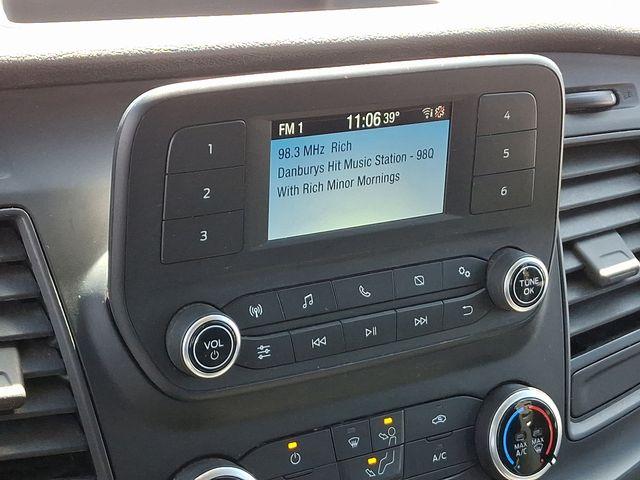 FM 1 11:06 39°
98.3 MHz Rich
Danburys Hit Music Station - 98Q
With Rich Minor Mornings
1
2
3
4
5
6
VOL
TUNE
OK
A/C
MAX
A/C
MAX